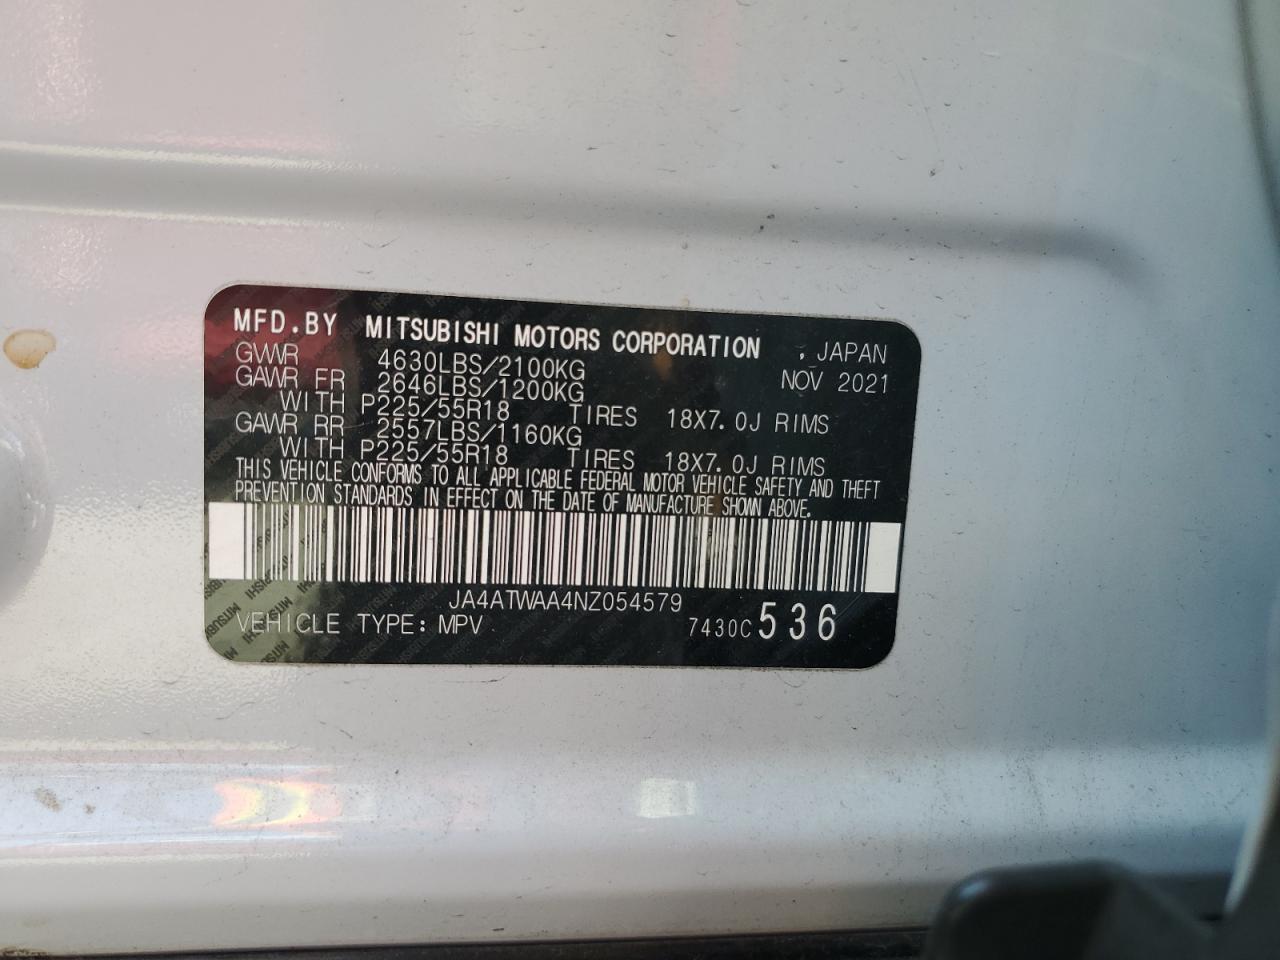 MFD.BY MITSUBISHI MOTORS CORPORATION , JAPAN
GVWR 4630LBS/2100KG NOV 2021
GAWR FR 2646LBS/1200KG
WITH P225/55R18 TIRES 18X7.0J RIMS
GAWR RR 2557LBS/1160KG
WITH P225/55R18 TIRES 18X7.0J RIMS
THIS VEHICLE CONFORMS TO ALL APPLICABLE FEDERAL MOTOR VEHICLE SAFETY AND THEFT
PREVENTION STANDARDS IN EFFECT ON THE DATE OF MANUFACTURE SHOWN ABOVE.
JA4ATWAA4NZ054579
VEHICLE TYPE: MPV 7430C 536